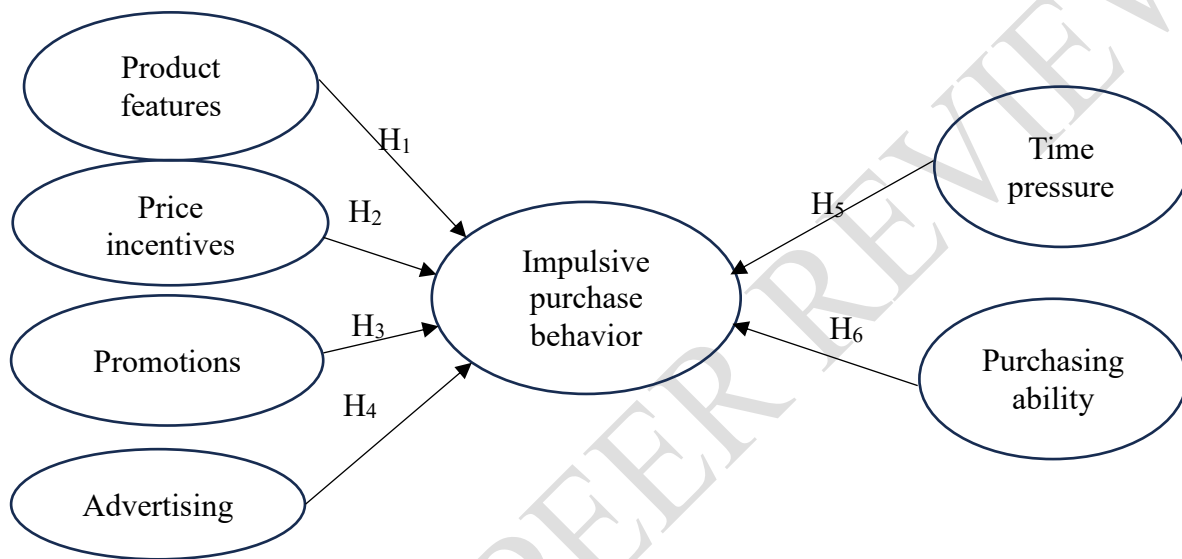 Product
features
H₁
Price
incentives
H₂
Promotions
H₃
Advertising
H₄
Impulsive
purchase
behavior
Time
pressure
H₅
Purchasing
ability
H₆
PEER REVIEW